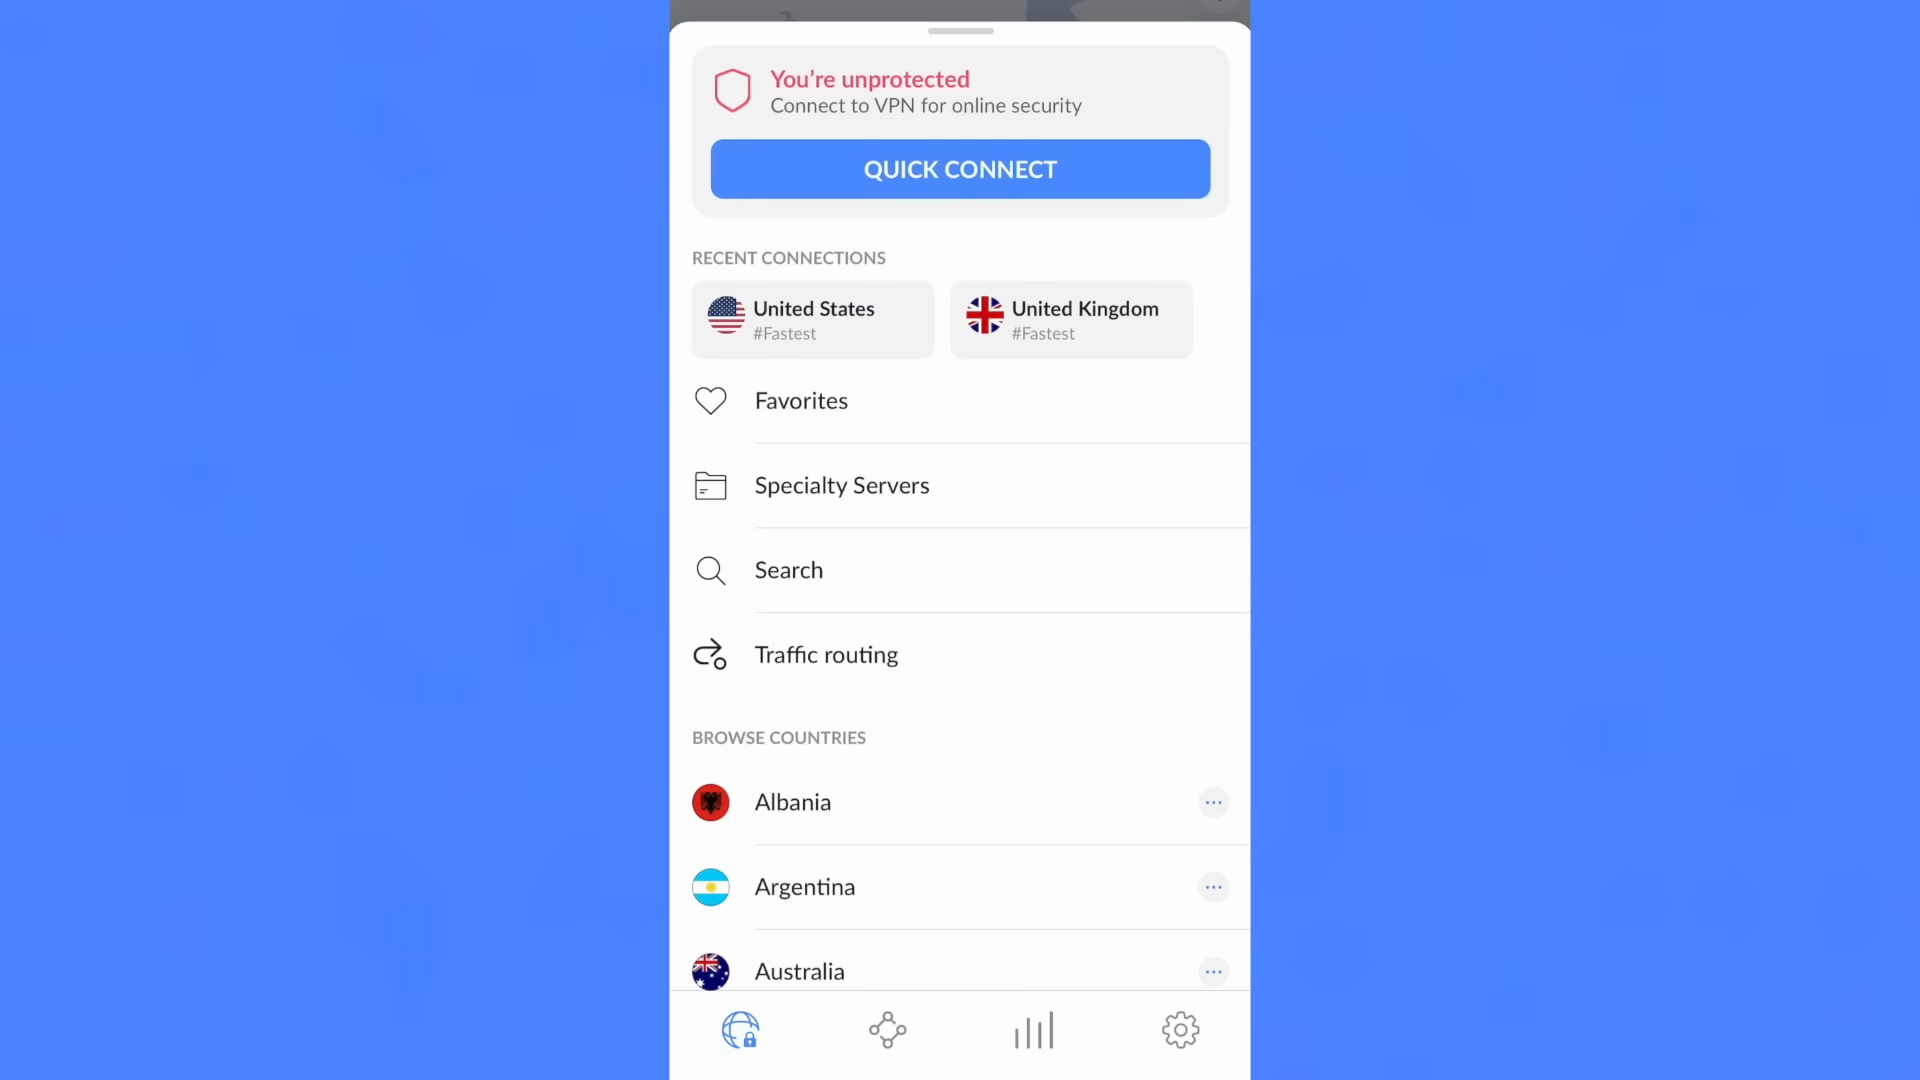 You're unprotected
Connect to VPN for online security
QUICK CONNECT
RECENT CONNECTIONS
United States
#Fastest
United Kingdom
#Fastest
Favorites
Specialty Servers
Search
Traffic routing
BROWSE COUNTRIES
Albania
Argentina
Australia